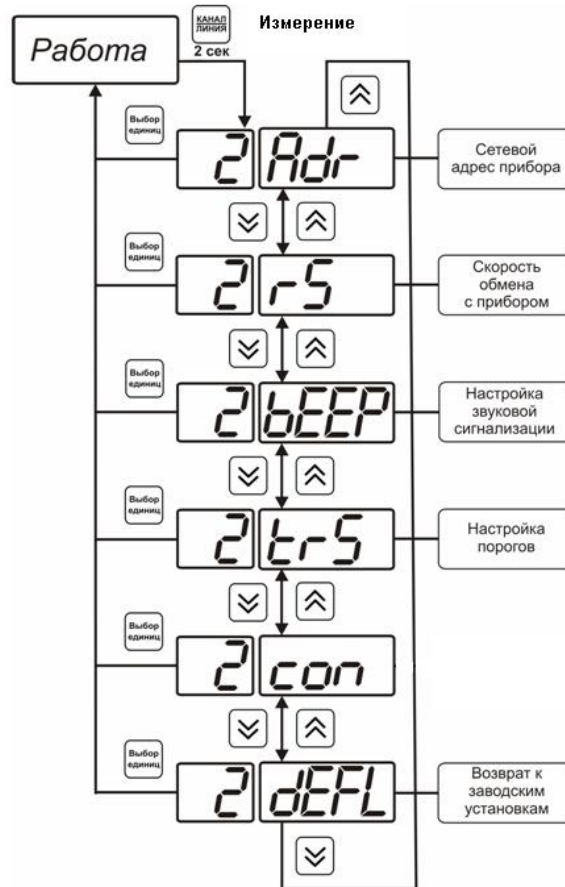 Работа
КАНАЛ
ЛИНИЯ
2 сек
Измерение
Выбор
единиц
2 Adr
Сетевой
адрес прибора
Выбор
единиц
2 rS
Скорость
обмена
с прибором
Выбор
единиц
2 bEEP
Настройка
звуковой
сигнализации
Выбор
единиц
2 trS
Настройка
порогов
Выбор
единиц
2 con
Выбор
единиц
2 dEFL
Возврат к
заводским
установкам